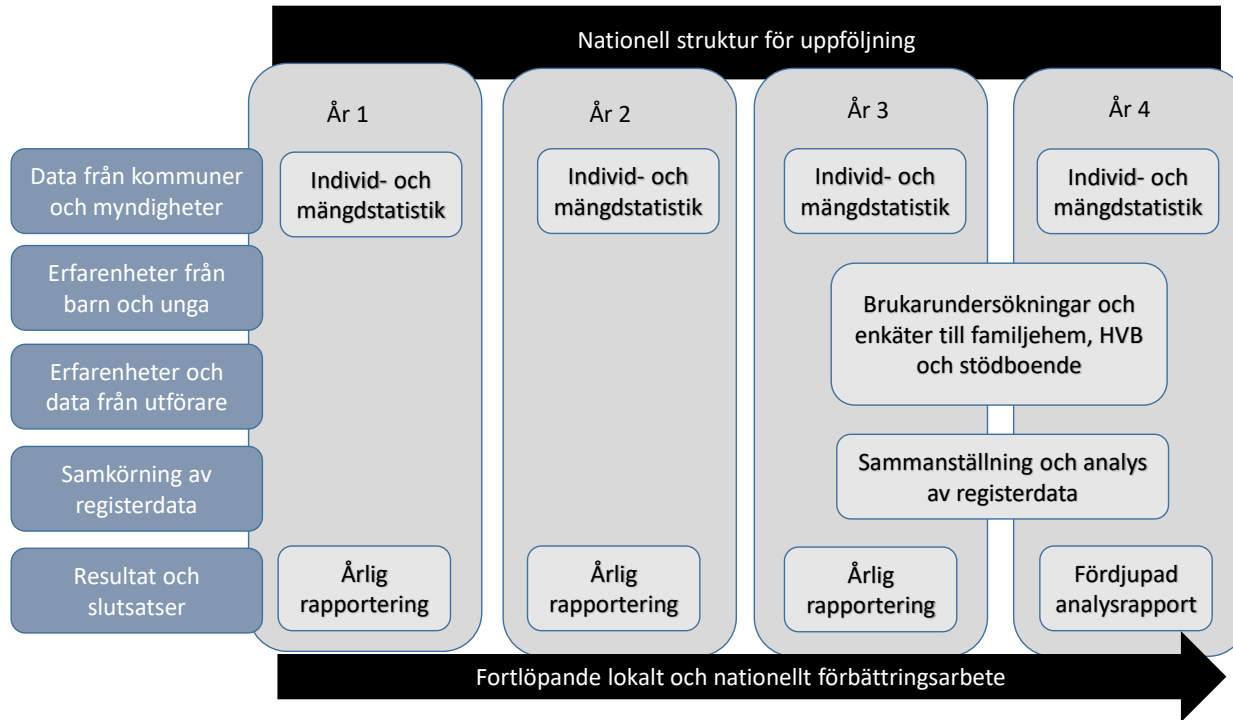 Nationell struktur för uppföljning
År 1
År 2
År 3
År 4
Data från kommuner
och myndigheter
Individ- och
mängdstatistik
Individ- och
mängdstatistik
Individ- och
mängdstatistik
Individ- och
mängdstatistik
Erfarenheter från
barn och unga
Brukarundersökningar och
enkäter till familjehem, HVB
och stödboende
Erfarenheter och
data från utförare
Samkörning av
registerdata
Sammanställning och analys
av registerdata
Resultat och
slutsatser
Årlig
rapportering
Årlig
rapportering
Årlig
rapportering
Fördjupad
analysrapport
Fortlöpande lokalt och nationellt förbättringsarbete